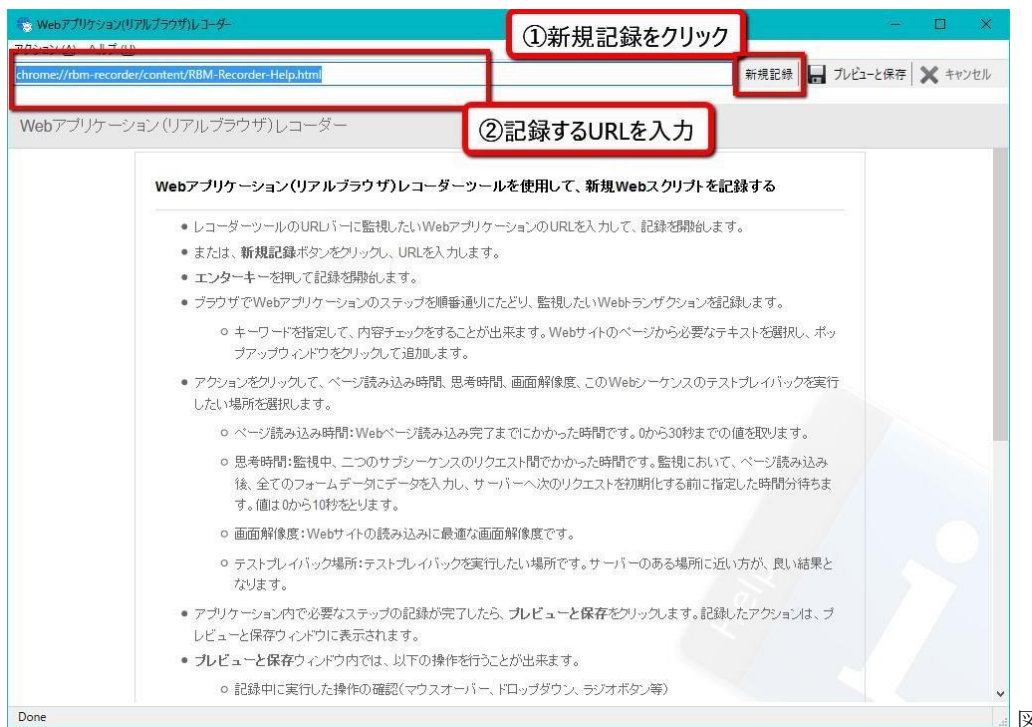 Webアプリケーション(リアルブラウザ)レコーダー
①新規記録をクリック
アクション(A) ヘルプ(H)
chrome://rbm-recorder/content/RBM-Recorder-Help.html
新規記録
プレビューと保存
キャンセル
②記録するURLを入力
Webアプリケーション(リアルブラウザ)レコーダー
Webアプリケーション(リアルブラウザ)レコーダーツールを使用して、新規Webスクリプトを記録する
レコーダーツールのURLバーに監視したいWebアプリケーションのURLを入力して、記録を開始します。
または、新規記録ボタンをクリックし、URLを入力します。
エンターキーを押して記録を開始します。
ブラウザでWebアプリケーションのステップを順番通りにたどり、監視したいWebトランザクションを記録します。
キーワードを指定して、内容チェックをすることが出来ます。Webサイトのページから必要なテキストを選択し、ポッ
プアップウィンドウをクリックして追加します。
アクションをクリックして、ページ読み込み時間、思考時間、画面解像度、このWebシーケンスのテストプレイバックを実行
したい場所を選択します。
ページ読み込み時間：Webページ読み込み完了までにかかった時間です。0から30秒までの値を取ります。
思考時間：監視中、二つのサブシーケンスのリクエスト間でかかった時間です。監視において、ページ読み込み
後、全てのフォームデータにデータを入力し、サーバーへ次のリクエストを初期化する前に指定した時間分待ちま
す。値は0から10秒をとります。
画面解像度：Webサイトの読み込みに最適な画面解像度です。
テストプレイバック場所：テストプレイバックを実行したい場所です。サーバーのある場所に近い方が、良い結果と
なります。
アプリケーション内で必要なステップの記録が完了したら、プレビューと保存をクリックします。記録したアクションは、プ
レビューと保存ウィンドウに表示されます。
プレビューと保存ウィンドウ内では、以下の操作を行うことが出来ます。
記録中に実行した操作の確認(マウスオーバー、ドロップダウン、ラジオボタン等)
Done